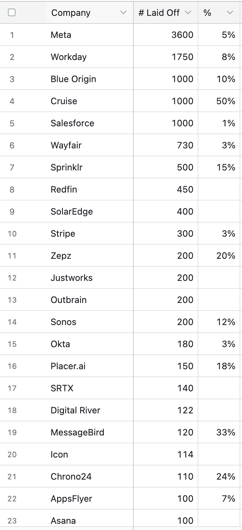 Company # Laid Off %
1 Meta 3600 5%
2 Workday 1750 8%
3 Blue Origin 1000 10%
4 Cruise 1000 50%
5 Salesforce 1000 1%
6 Wayfair 730 3%
7 Sprinklr 500 15%
8 Redfin 450
9 SolarEdge 400
10 Stripe 300 3%
11 Zepz 200 20%
12 Justworks 200
13 Outbrain 200
14 Sonos 200 12%
15 Okta 180 3%
16 Placer.ai 150 18%
17 SRTX 140
18 Digital River 122
19 MessageBird 120 33%
20 Icon 114
21 Chrono24 110 24%
22 AppsFlyer 100 7%
23 Asana 100